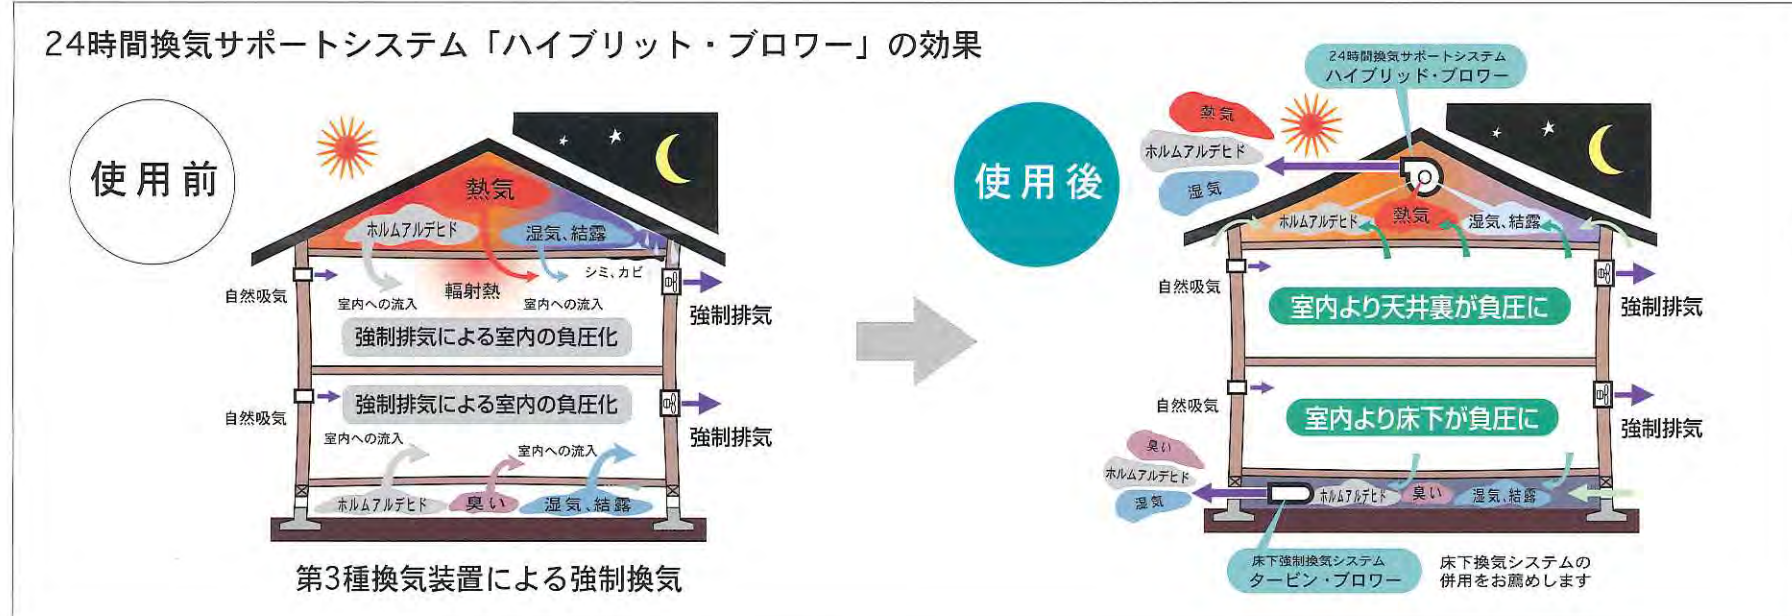 24時間換気サポートシステム「ハイブリット・ブロワー」の効果
使用前
熱気
ホルムアルデヒド
湿気、結露
シミ、カビ
輻射熱
自然吸気
室内への流入
室内への流入
強制排気
強制排気による室内の負圧化
強制排気による室内の負圧化
自然吸気
強制排気
室内への流入
室内への流入
ホルムアルデヒド
臭い
湿気、結露
第3種換気装置による強制換気
使用後
24時間換気サポートシステム
ハイブリッド・ブロワー
熱気
ホルムアルデヒド
湿気
ホルムアルデヒド
熱気
湿気、結露
自然吸気
室内より天井裏が負圧に
強制排気
自然吸気
室内より床下が負圧に
強制排気
臭い
ホルムアルデヒド
湿気
ホルムアルデヒド
臭い
湿気、結露
床下強制換気システム
タービン・ブロワー
床下換気システムの
併用をお薦めします